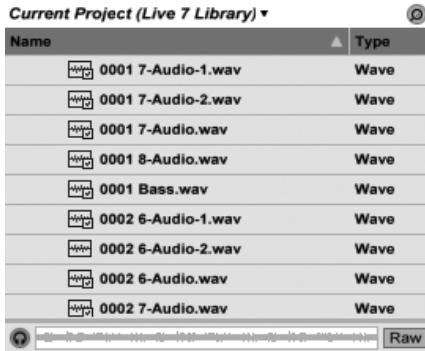 Current Project (Live 7 Library)
Name Type
0001 7-Audio-1.wav Wave
0001 7-Audio-2.wav Wave
0001 7-Audio.wav Wave
0001 8-Audio.wav Wave
0001 Bass.wav Wave
0002 6-Audio-1.wav Wave
0002 6-Audio-2.wav Wave
0002 6-Audio.wav Wave
0002 7-Audio.wav Wave
Raw